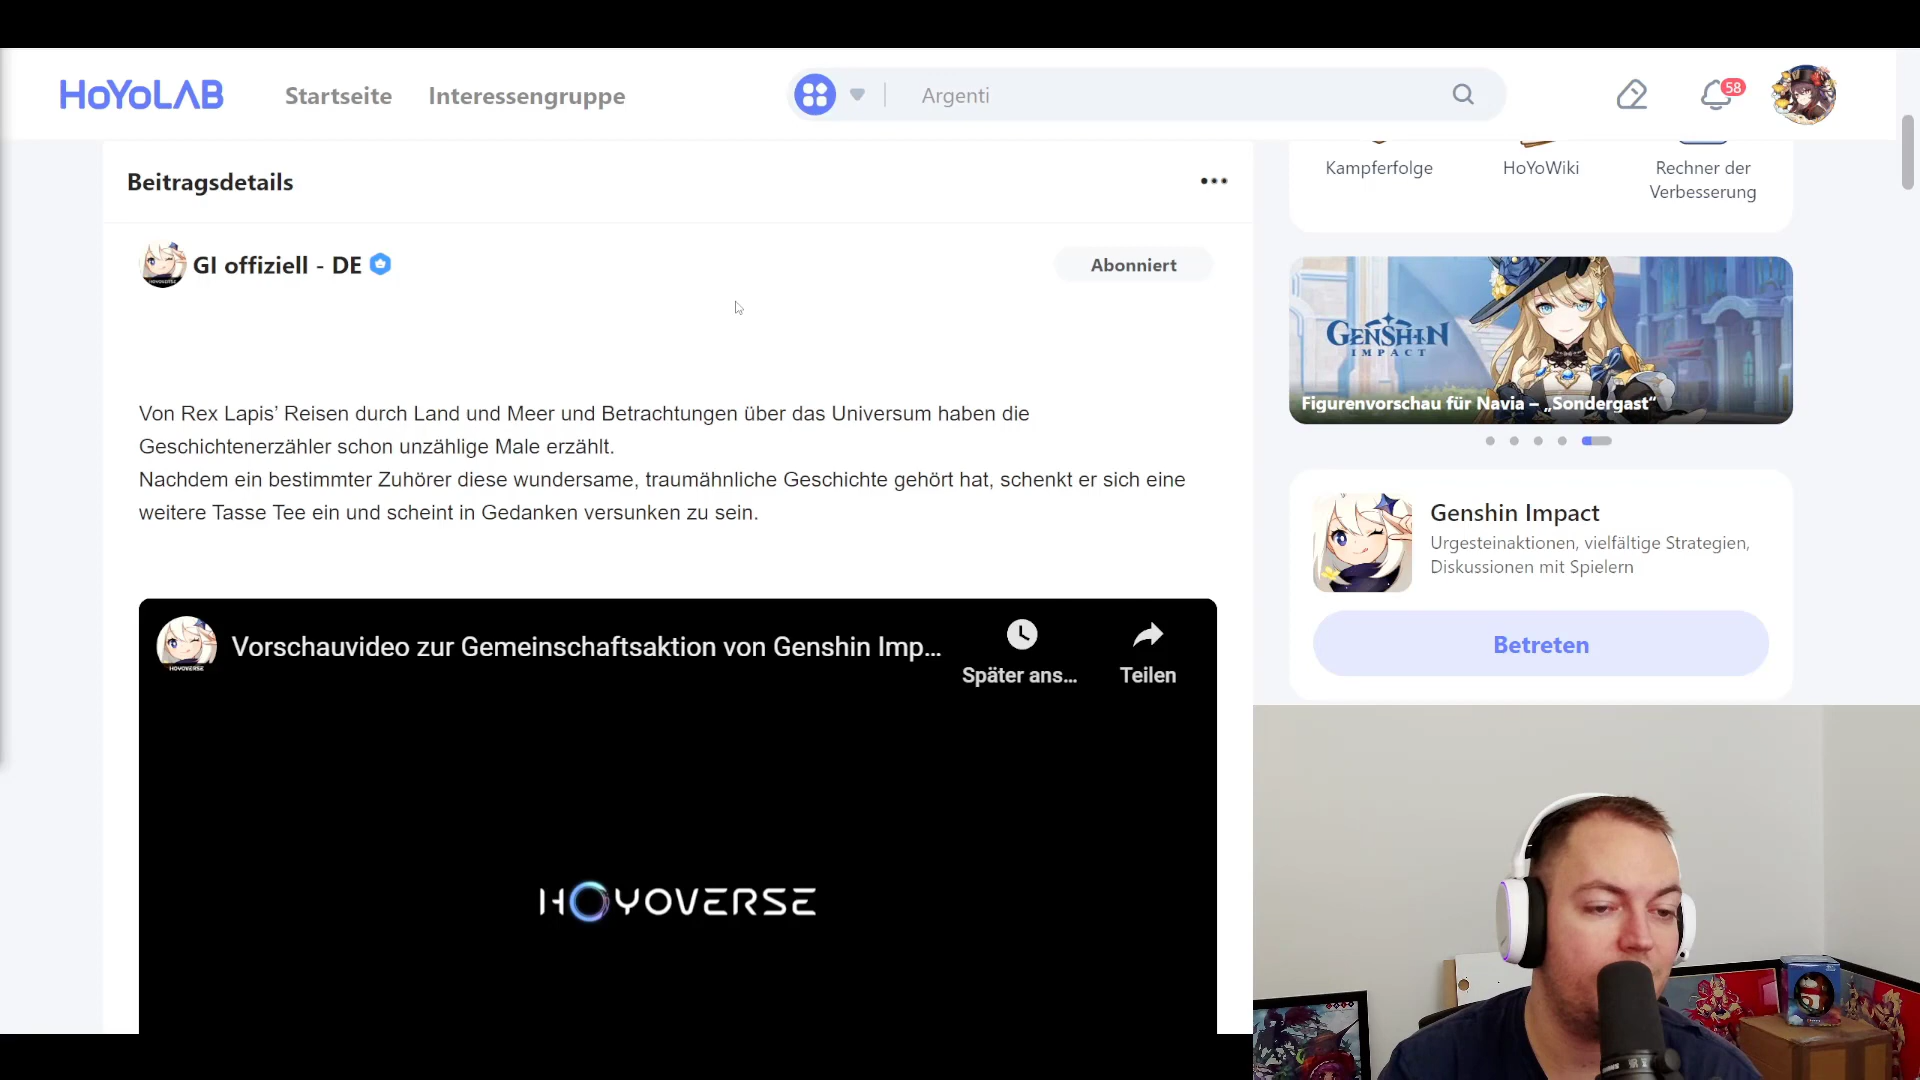 HoYoLAB
Startseite
Interessengruppe
Argenti
58
Beitragsdetails
GI offiziell - DE
Abonniert
Von Rex Lapis’ Reisen durch Land und Meer und Betrachtungen über das Universum haben die
Geschichtenerzähler schon unzählige Male erzählt.
Nachdem ein bestimmter Zuhörer diese wundersame, traumähnliche Geschichte gehört hat, schenkt er sich eine
weitere Tasse Tee ein und scheint in Gedanken versunken zu sein.
HOYOVERSE
Vorschauvideo zur Gemeinschaftsaktion von Genshin Imp...
Später ans...
Teilen
HOYOVERSE
Kampferfolge
HoYoWiki
Rechner der
Verbesserung
GENSHIN
IMPACT
Figurenvorschau für Navia – „Sondergast“
Genshin Impact
Urgesteinaktionen, vielfältige Strategien,
Diskussionen mit Spielern
Betreten